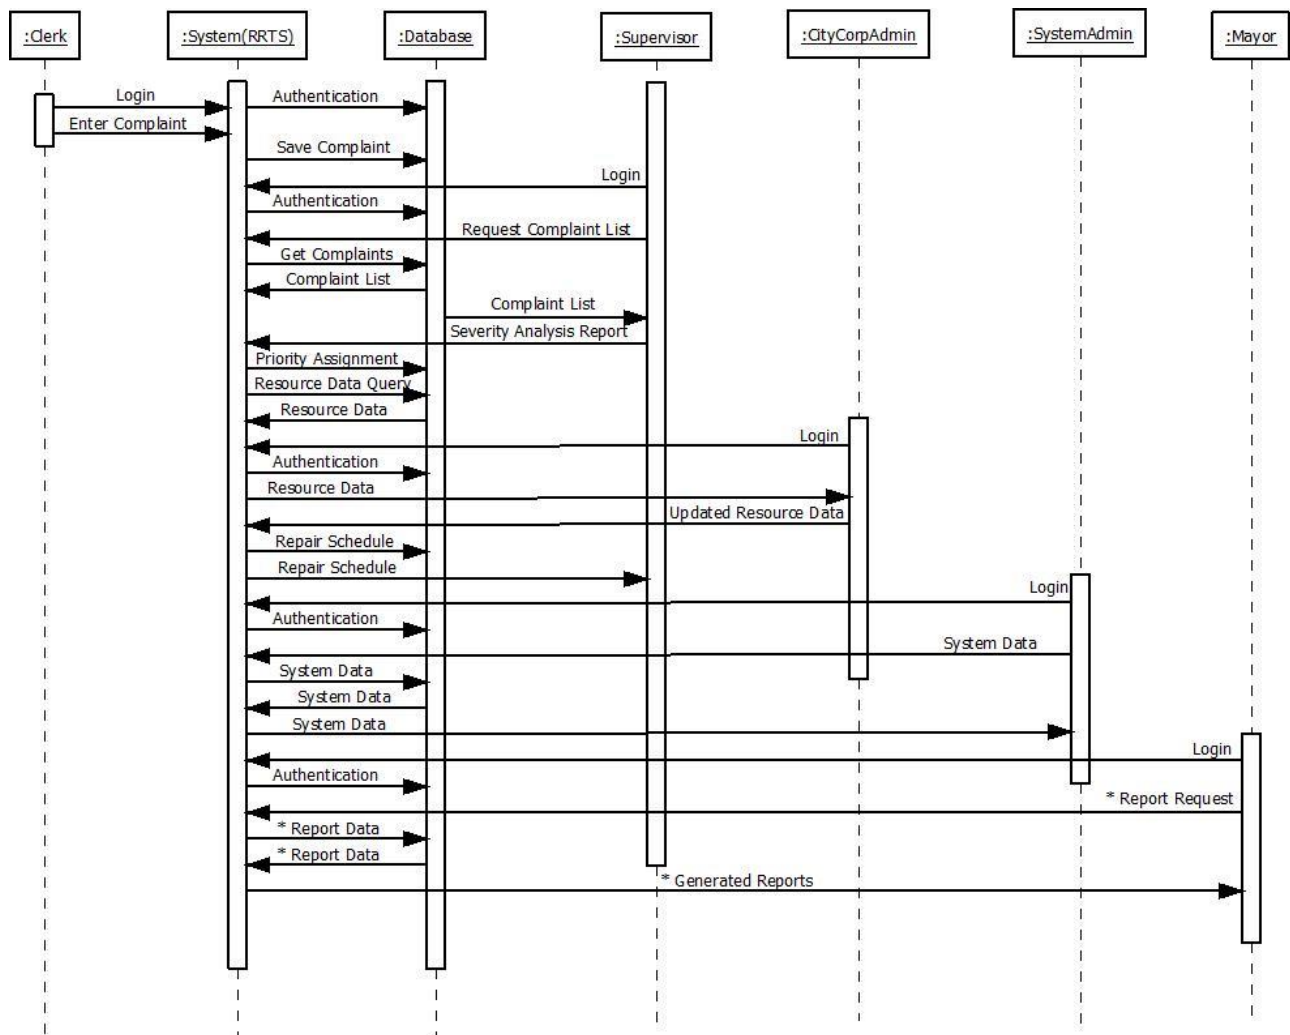 :Clerk
:System(RRTS)
:Database
:Supervisor
:CityCorpAdmin
:SystemAdmin
:Mayor
Login
Authentication
Enter Complaint
Save Complaint
Login
Authentication
Request Complaint List
Get Complaints
Complaint List
Complaint List
Severity Analysis Report
Priority Assignment
Resource Data Query
Resource Data
Login
Authentication
Resource Data
Updated Resource Data
Repair Schedule
Repair Schedule
Login
Authentication
System Data
System Data
System Data
System Data
Login
Authentication
* Report Request
* Report Data
* Report Data
* Generated Reports